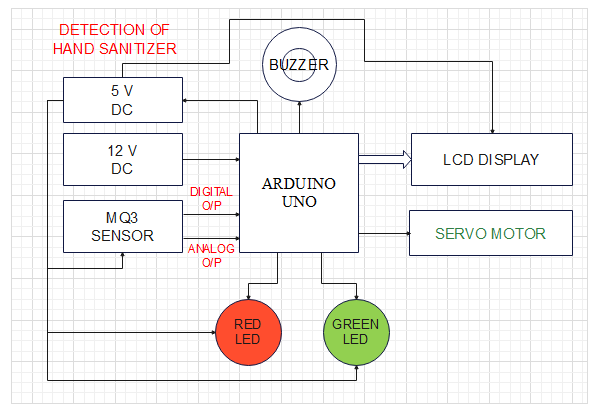 DETECTION OF
HAND SANITIZER
BUZZER
5 V
DC
12 V
DC
LCD DISPLAY
ARDUINO
UNO
DIGITAL
O/P
MQ3
SENSOR
SERVO MOTOR
ANALOG
O/P
RED
LED
GREEN
LED